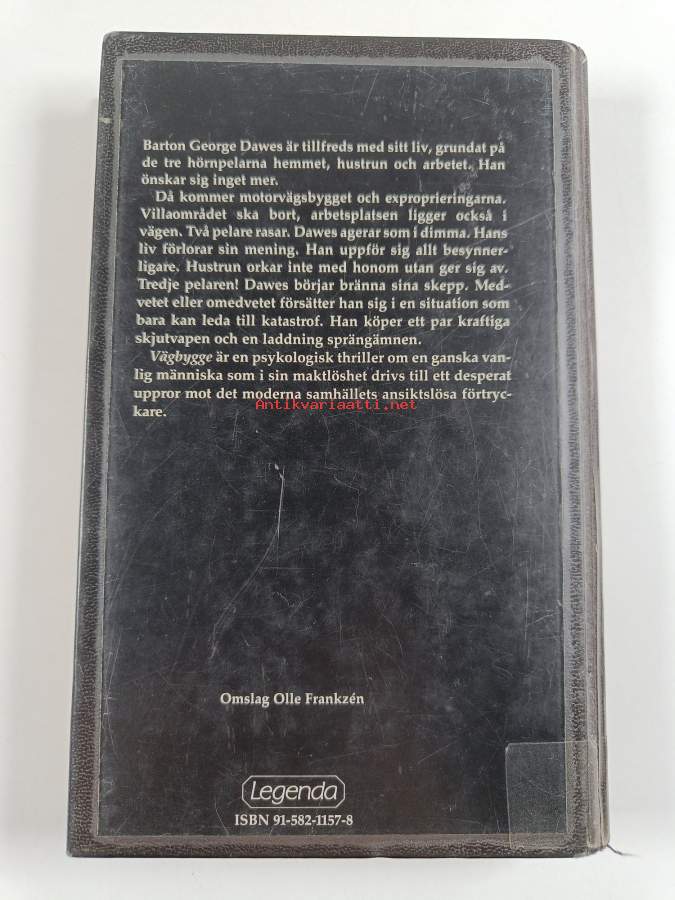 Barton George Dawes är tillfreds med sitt liv, grundat på
de tre hörnpelarna hemmet, hustrun och arbetet. Han
önskar sig inget mer.
Då kommer motorvägsbygget och exproprieringarna.
Villaområdet ska bort, arbetsplatsen ligger också i
vägen. Två pelare rasar. Dawes agerar som i dimma. Hans
liv förlorar sin mening. Han uppför sig allt besynner-
ligare. Hustrun orkar inte med honom utan ger sig av.
Tredje pelaren! Dawes börjar bränna sina skepp. Med-
vetet eller omedvetet försätter han sig i en situation som
bara kan leda till katastrof. Han köper ett par kraftiga
skjutvapen och en laddning sprängämnen.
Vägbygge är en psykologisk thriller om en ganska van-
lig människa som i sin maktlöshet drivs till ett desperat
uppror mot det moderna samhällets ansiktslösa förtryc-
kare.
Antikvariaatti.net
Omslag Olle Frankzén
Legenda
ISBN 91-582-1157-8